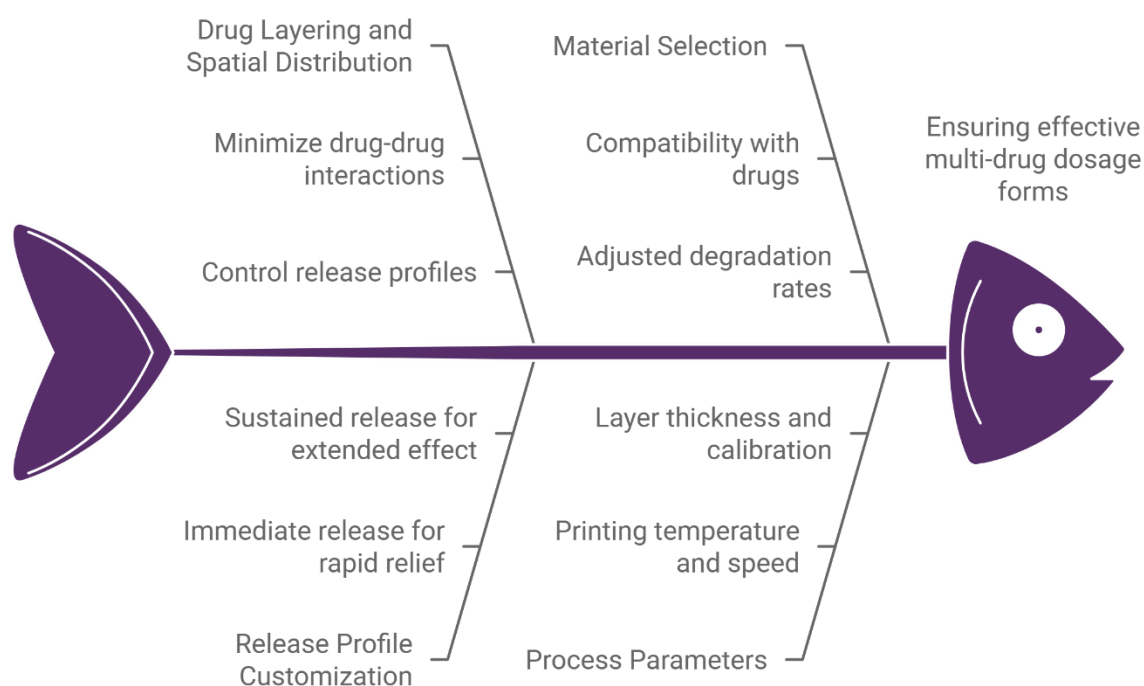 Drug Layering and
Spatial Distribution
Minimize drug-drug
interactions
Control release profiles
Material Selection
Compatibility with
drugs
Adjusted degradation
rates
Ensuring effective
multi-drug dosage
forms
Sustained release for
extended effect
Immediate release for
rapid relief
Release Profile
Customization
Layer thickness and
calibration
Printing temperature
and speed
Process Parameters